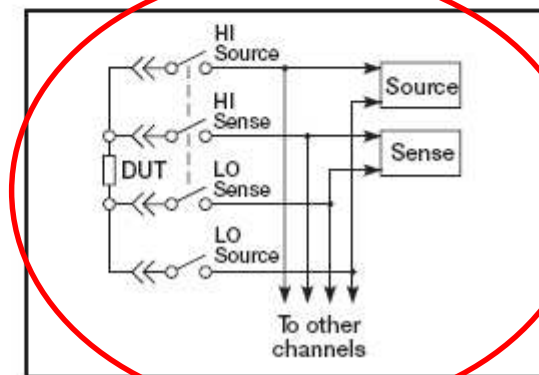 HI
Source
Source
HI
Sense
Sense
DUT
LO
Sense
LO
Source
To other
channels